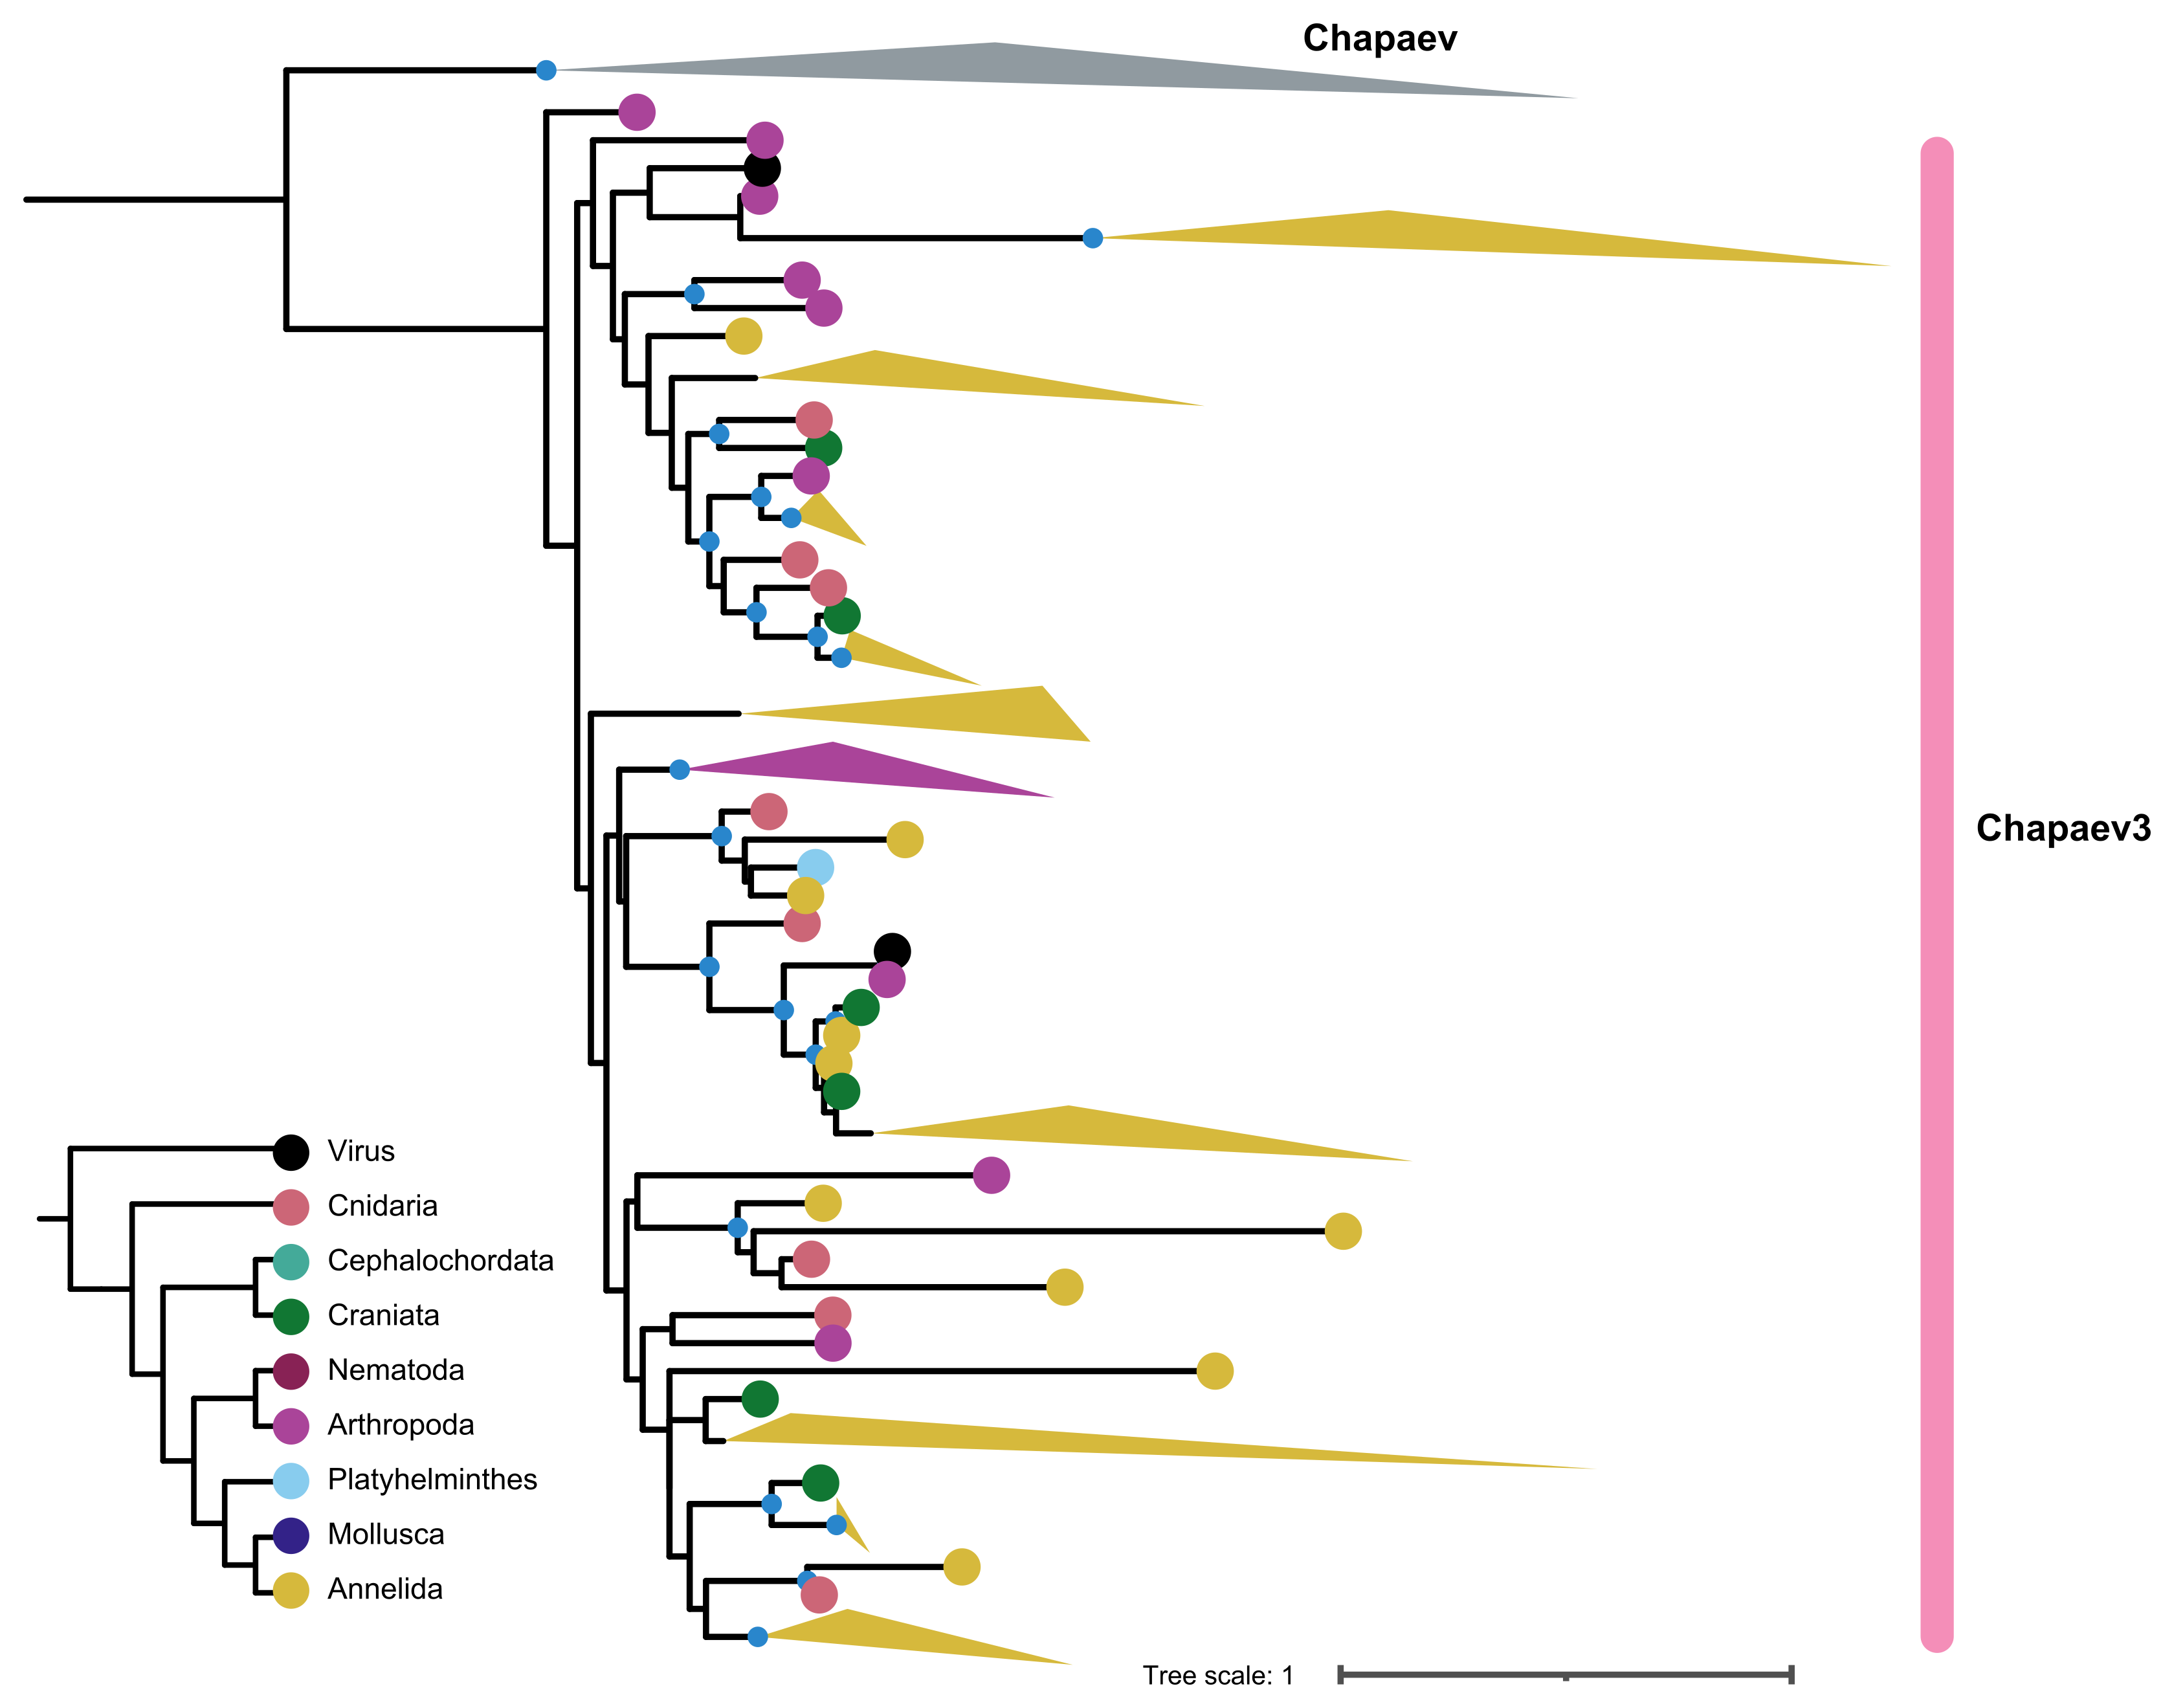 Chapaev
Chapaev3
Virus
Cnidaria
Cephalochordata
Craniata
Nematoda
Arthropoda
Platyhelminthes
Mollusca
Annelida
Tree scale: 1